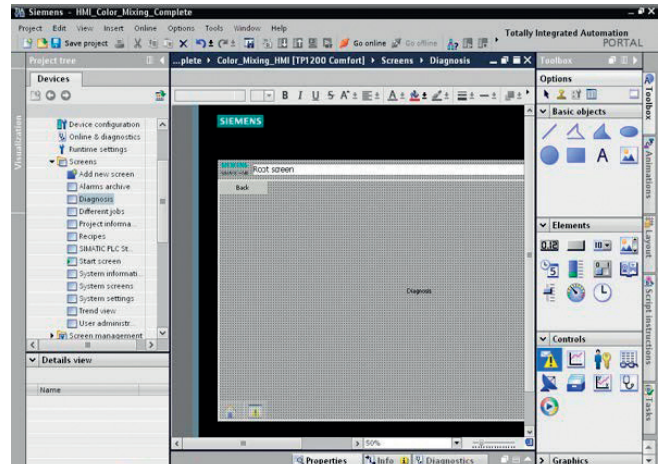 Siemens - HMI_Color_Mixing_Complete
Project Edit View Insert Online Options Tools Window Help
Totally Integrated Automation
PORTAL
Save project
Go online
Go offline
Project tree
...plete Color_Mixing_HMI [TP1200 Comfort] Screens Diagnosis
Toolbox
Devices
Options
B I U S A
Visualization
Device configuration
Online & diagnostics
Runtime settings
Screens
Add new screen
Alarms archive
Diagnosis
Different jobs
Project informa...
Recipes
SIMATIC PLC St...
Start screen
System informati...
System screens
System settings
Trend view
User administr...
Screen management
Details view
Name
SIEMENS
Root screen
Back
Diagnosis
50%
Properties
Info
Diagnostics
Basic objects
A
Elements
0.12
10
5
Controls
Graphics
Toolbox
Animations
Layout
Script instructions
Tasks